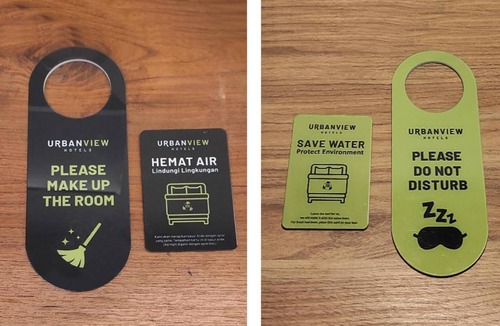 URBANVIEW
HOTELS
PLEASE
MAKE UP
THE ROOM
URBANVIEW
HOTELS
HEMAT AIR
Lindungi Lingkungan
URBANVIEW
HOTELS
SAVE WATER
Protect Environment
URBANVIEW
HOTELS
PLEASE
DO NOT
DISTURB
ZZZ